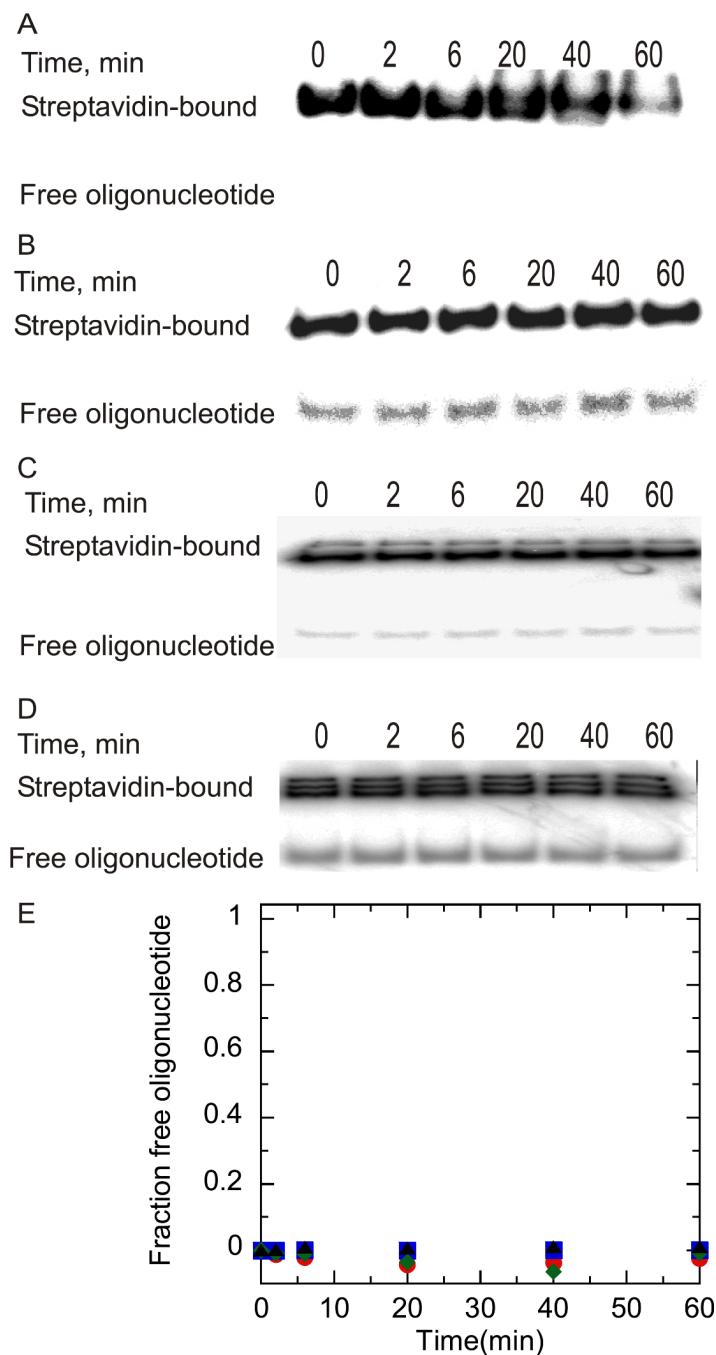 A
Time, min 0 2 6 20 40 60
Streptavidin-bound
Free oligonucleotide
B
Time, min 0 2 6 20 40 60
Streptavidin-bound
Free oligonucleotide
C
Time, min 0 2 6 20 40 60
Streptavidin-bound
Free oligonucleotide
D
Time, min 0 2 6 20 40 60
Streptavidin-bound
Free oligonucleotide
E
Fraction free oligonucleotide
1
0.8
0.6
0.4
0.2
0
0 10 20 30 40 50 60
Time(min)